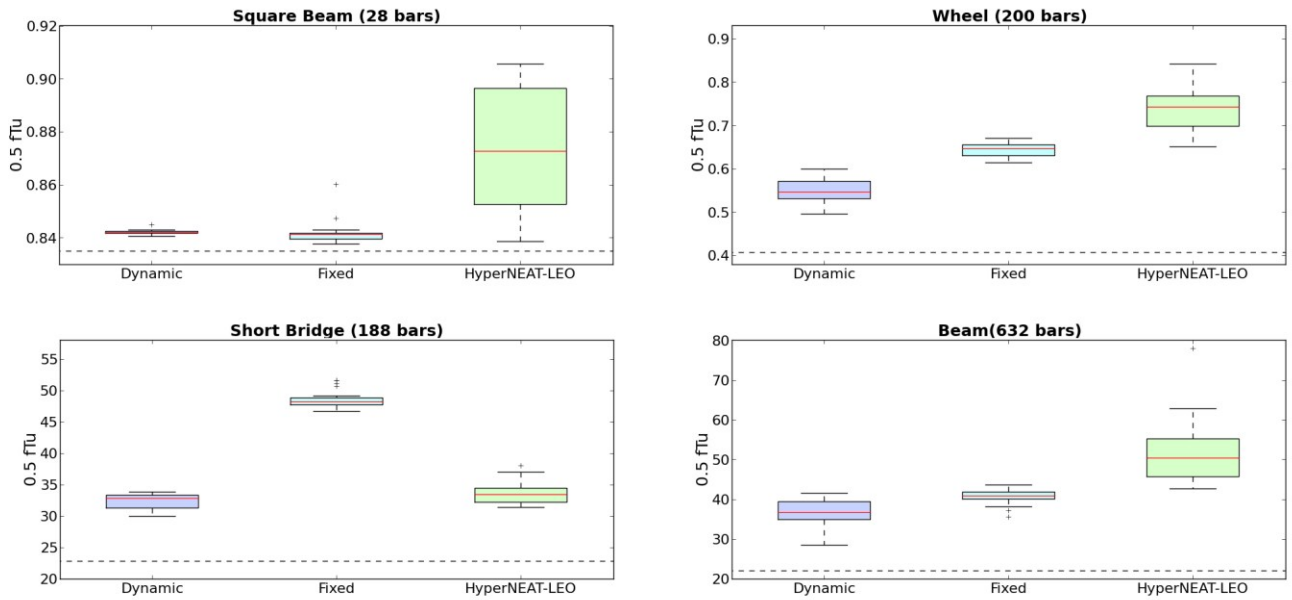 Square Beam (28 bars)
0.92
0.90
0.88
0.86
0.84
0.5 fTu
Dynamic Fixed HyperNEAT-LEO
Wheel (200 bars)
0.9
0.8
0.7
0.6
0.5
0.4
0.5 fTu
Dynamic Fixed HyperNEAT-LEO
Short Bridge (188 bars)
55
50
45
40
35
30
25
20
0.5 fTu
Dynamic Fixed HyperNEAT-LEO
Beam(632 bars)
80
70
60
50
40
30
20
0.5 fTu
Dynamic Fixed HyperNEAT-LEO